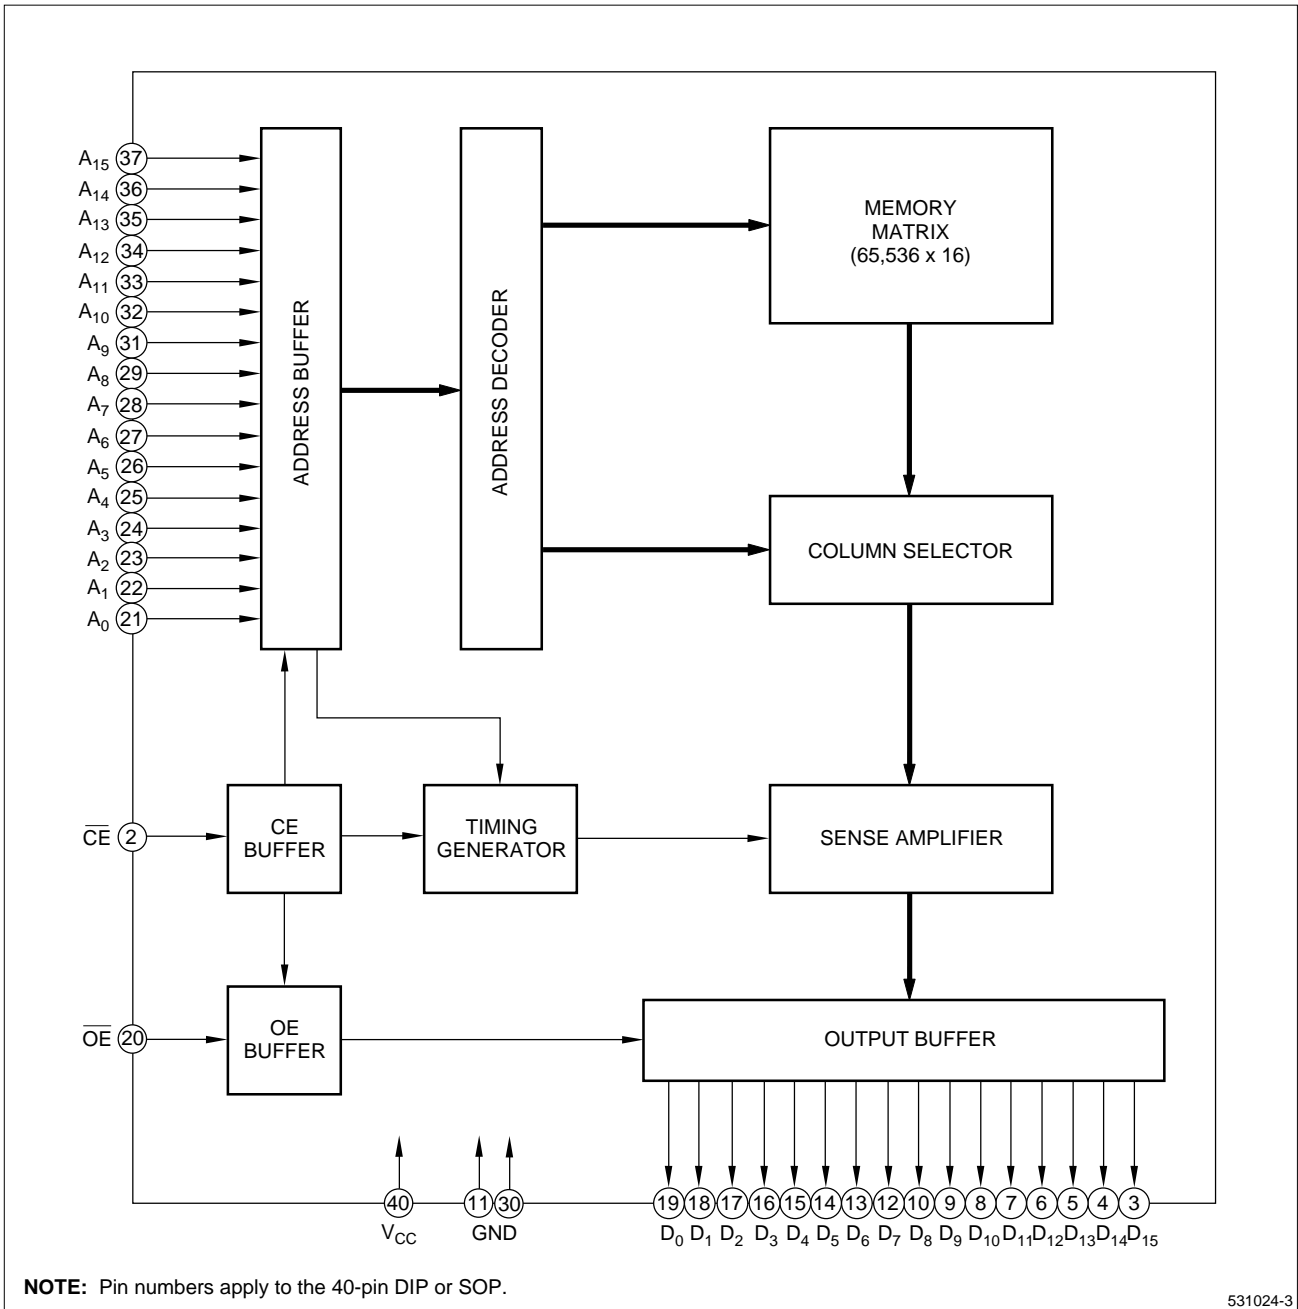 A15 37
A14 36
A13 35
A12 34
A11 33
A10 32
A9 31
A8 29
A7 28
A6 27
A5 26
A4 25
A3 24
A2 23
A1 22
A0 21
ADDRESS BUFFER
ADDRESS DECODER
MEMORY
MATRIX
(65,536 x 16)
COLUMN SELECTOR
CE 2
CE
BUFFER
TIMING
GENERATOR
SENSE AMPLIFIER
OE 20
OE
BUFFER
OUTPUT BUFFER
40 11 30 19 18 17 16 15 14 13 12 10 9 8 7 6 5 4 3
VCC GND D0 D1 D2 D3 D4 D5 D6 D7 D8 D9 D10 D11 D12 D13 D14 D15
NOTE: Pin numbers apply to the 40-pin DIP or SOP.
531024-3